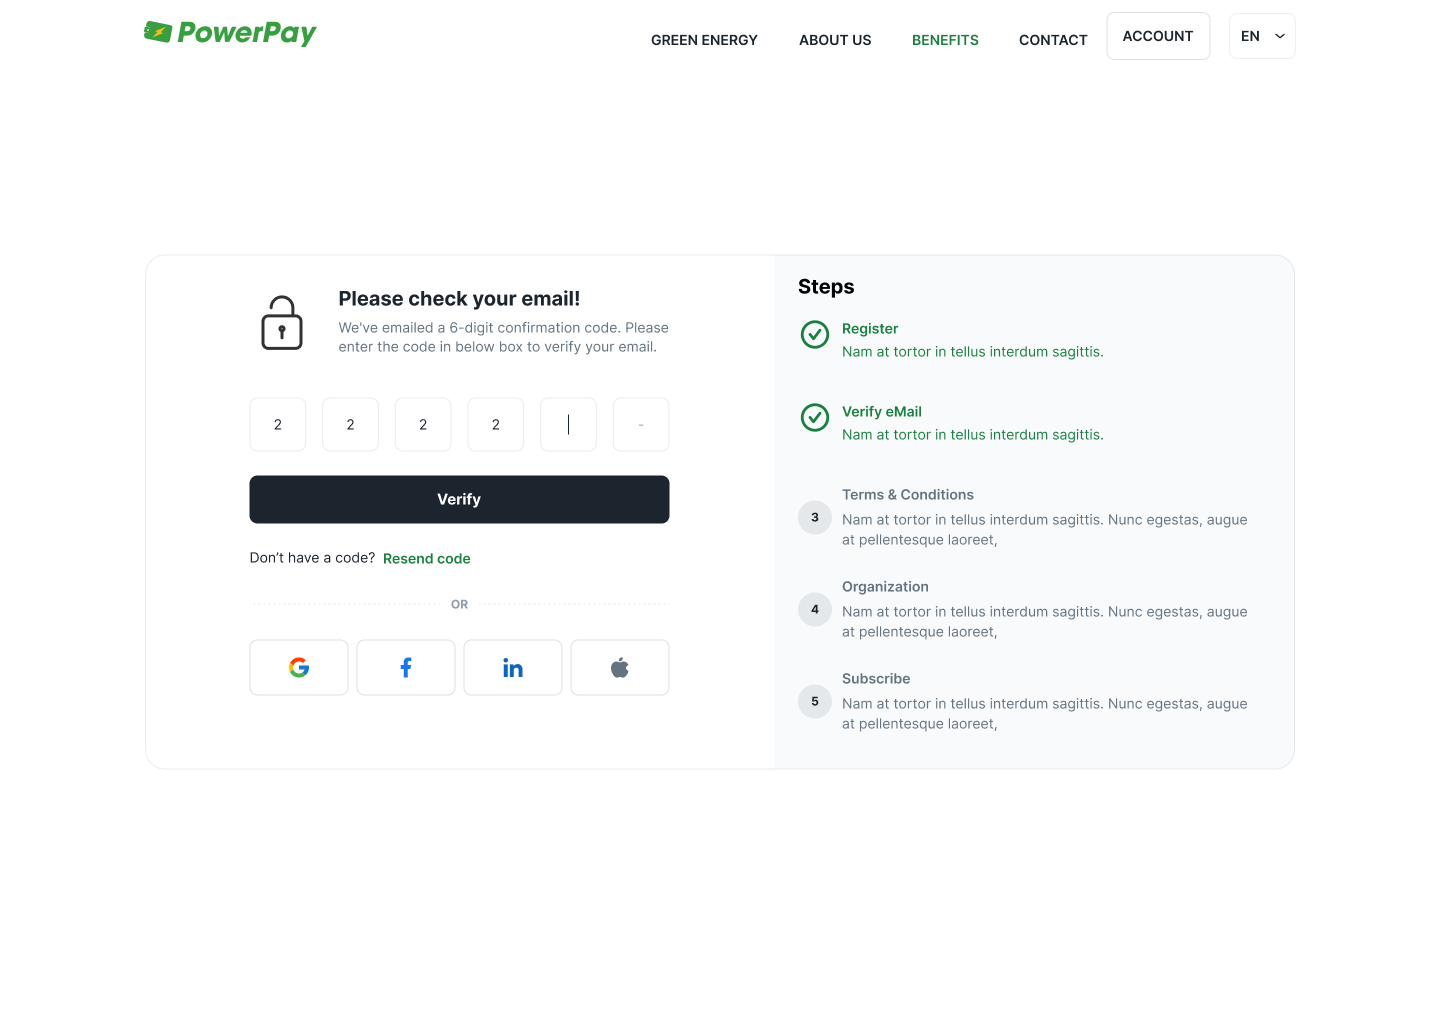 PowerPay
GREEN ENERGY
ABOUT US
BENEFITS
CONTACT
ACCOUNT
EN
Please check your email!
We've emailed a 6-digit confirmation code. Please
enter the code in below box to verify your email.
2 2 2 2 -
Verify
Don’t have a code? Resend code
OR
Steps
Register
Nam at tortor in tellus interdum sagittis.
Verify eMail
Nam at tortor in tellus interdum sagittis.
3
Terms & Conditions
Nam at tortor in tellus interdum sagittis. Nunc egestas, augue
at pellentesque laoreet,
4
Organization
Nam at tortor in tellus interdum sagittis. Nunc egestas, augue
at pellentesque laoreet,
5
Subscribe
Nam at tortor in tellus interdum sagittis. Nunc egestas, augue
at pellentesque laoreet,